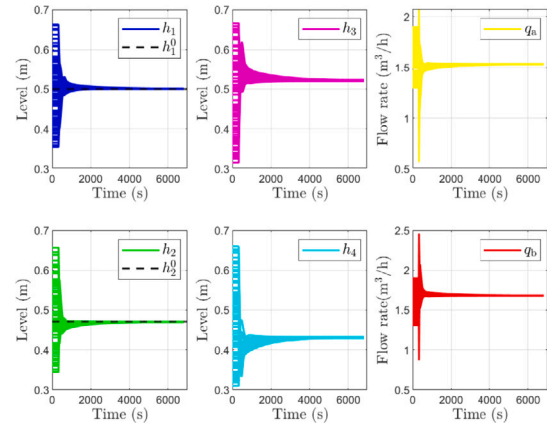 0.7
0.6
0.5
0.4
0.3
Level (m)
h₁
h₁⁰
0 2000 4000 6000
Time (s)
0.7
0.6
0.5
0.4
0.3
Level (m)
h₃
0 2000 4000 6000
Time (s)
2
1.5
1
0.5
Flow rate (m³/h)
qₐ
0 2000 4000 6000
Time (s)
0.7
0.6
0.5
0.4
0.3
Level (m)
h₂
h₂⁰
0 2000 4000 6000
Time (s)
0.7
0.6
0.5
0.4
0.3
Level (m)
h₄
0 2000 4000 6000
Time (s)
2.5
2
1.5
1
0.5
Flow rate(m³/h)
q_b
0 2000 4000 6000
Time (s)